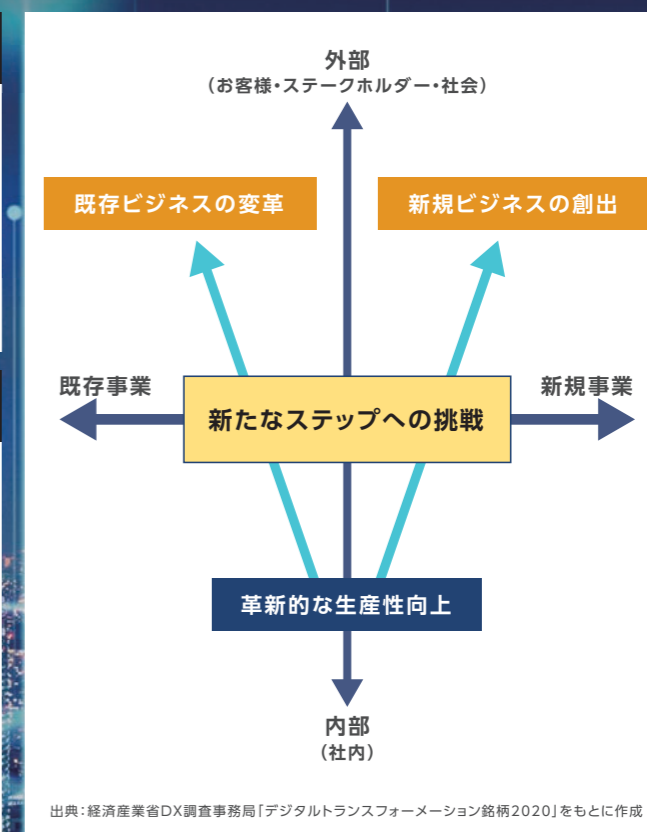 外部
（お客様・ステークホルダー・社会）
既存ビジネスの変革
新規ビジネスの創出
既存事業
新規事業
新たなステップへの挑戦
革新的な生産性向上
内部
（社内）
出典：経済産業省DX調査事務局「デジタルトランスフォーメーション銘柄2020」をもとに作成